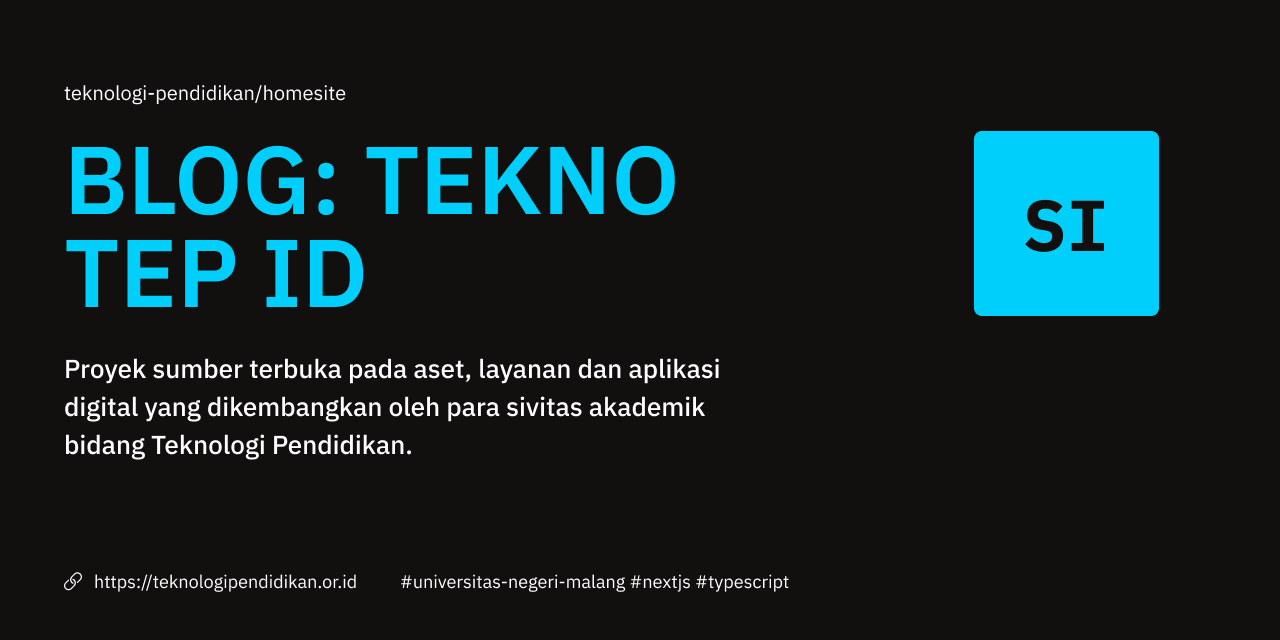 teknologi-pendidikan/homesite
BLOG: TEKNO
TEP ID
SI
Proyek sumber terbuka pada aset, layanan dan aplikasi
digital yang dikembangkan oleh para sivitas akademik
bidang Teknologi Pendidikan.
https://teknologipendidikan.or.id
#universitas-negeri-malang #nextjs #typescript